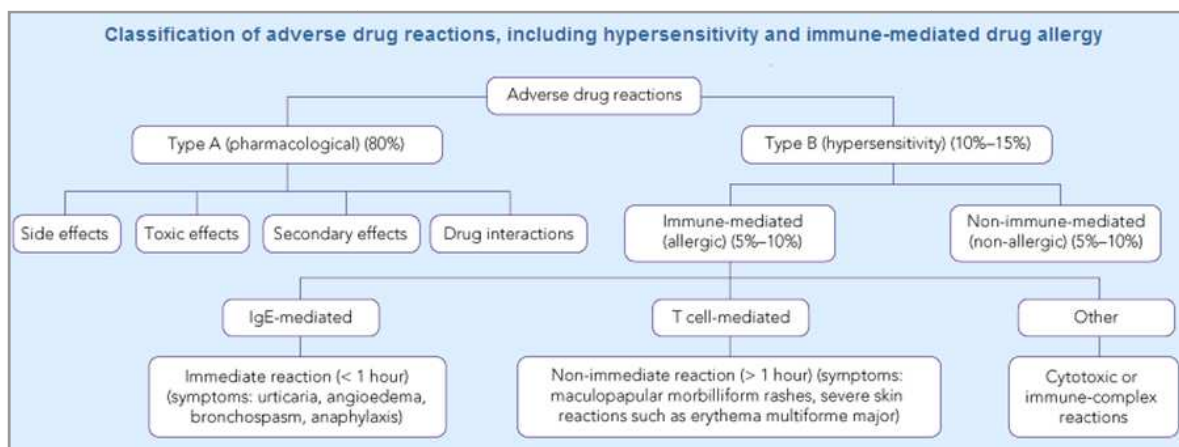 Classification of adverse drug reactions, including hypersensitivity and immune-mediated drug allergy
Adverse drug reactions
Type A (pharmacological) (80%)
Type B (hypersensitivity) (10%–15%)
Side effects
Toxic effects
Secondary effects
Drug interactions
Immune-mediated
(allergic) (5%–10%)
Non-immune-mediated
(non-allergic) (5%–10%)
IgE-mediated
T cell-mediated
Other
Immediate reaction (< 1 hour)
(symptoms: urticaria, angioedema,
bronchospasm, anaphylaxis)
Non-immediate reaction (> 1 hour) (symptoms:
maculopapular morbilliform rashes, severe skin
reactions such as erythema multiforme major)
Cytotoxic or
immune-complex
reactions